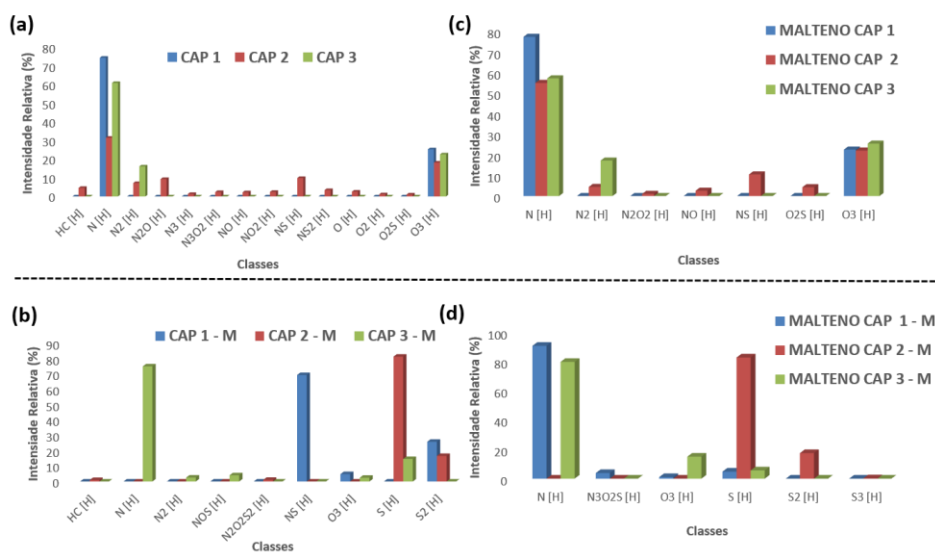 (a)
Intensidade Relativa (%)
CAP 1 CAP 2 CAP 3
80
70
60
50
40
30
20
10
0
HC [H] N [H] N2 [H] N2O [H] N3 [H] N3O2 [H] NO [H] NO2 [H] NS [H] NS2 [H] O [H] O2 [H] O2S [H] O3 [H]
Classes
(c)
Intensidade Relativa (%)
MALTENO CAP 1
MALTENO CAP 2
MALTENO CAP 3
80
70
60
50
40
30
20
10
0
N [H] N2 [H] N2O2 [H] NO [H] NS [H] O2S [H] O3 [H]
Classes
(b)
Intensiade Relativa (%)
CAP 1 - M CAP 2 - M CAP 3 - M
90
80
70
60
50
40
30
20
10
0
HC [H] N [H] N2 [H] NOS [H] N2O2S2 [H] NS [H] O3 [H] S [H] S2 [H]
Classes
(d)
Intensidade Relativa (%)
MALTENO CAP 1 - M
MALTENO CAP 2 - M
MALTENO CAP 3 - M
100
80
60
40
20
0
N [H] N3O2S [H] O3 [H] S [H] S2 [H] S3 [H]
Classes